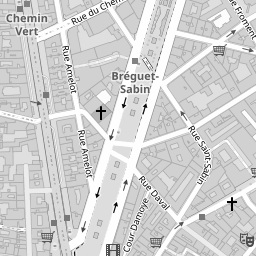 Chemin
Vert
Rue du Che
Rue Froment
Rue Amelot
Bréguet-
Sabin
Rue Amelot
Rue Saint-Sabin
Rue Daval
Cour Damoye